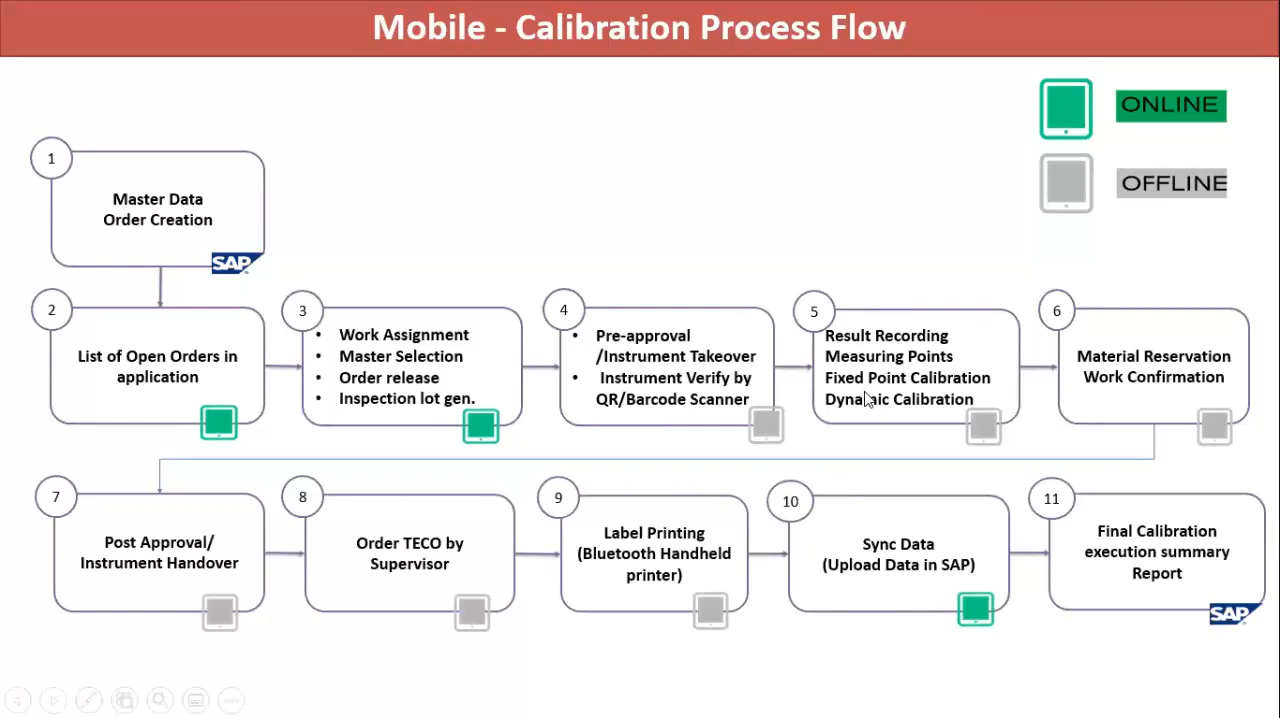 Mobile - Calibration Process Flow
ONLINE
OFFLINE
1
Master Data
Order Creation
SAP
2
List of Open Orders in
application
3
• Work Assignment
• Master Selection
• Order release
• Inspection lot gen.
4
• Pre-approval
/Instrument Takeover
• Instrument Verify by
QR/Barcode Scanner
5
Result Recording
Measuring Points
Fixed Point Calibration
Dynamic Calibration
6
Material Reservation
Work Confirmation
7
Post Approval/
Instrument Handover
8
Order TECO by
Supervisor
9
Label Printing
(Bluetooth Handheld
printer)
10
Sync Data
(Upload Data in SAP)
11
Final Calibration
execution summary
Report
SAP